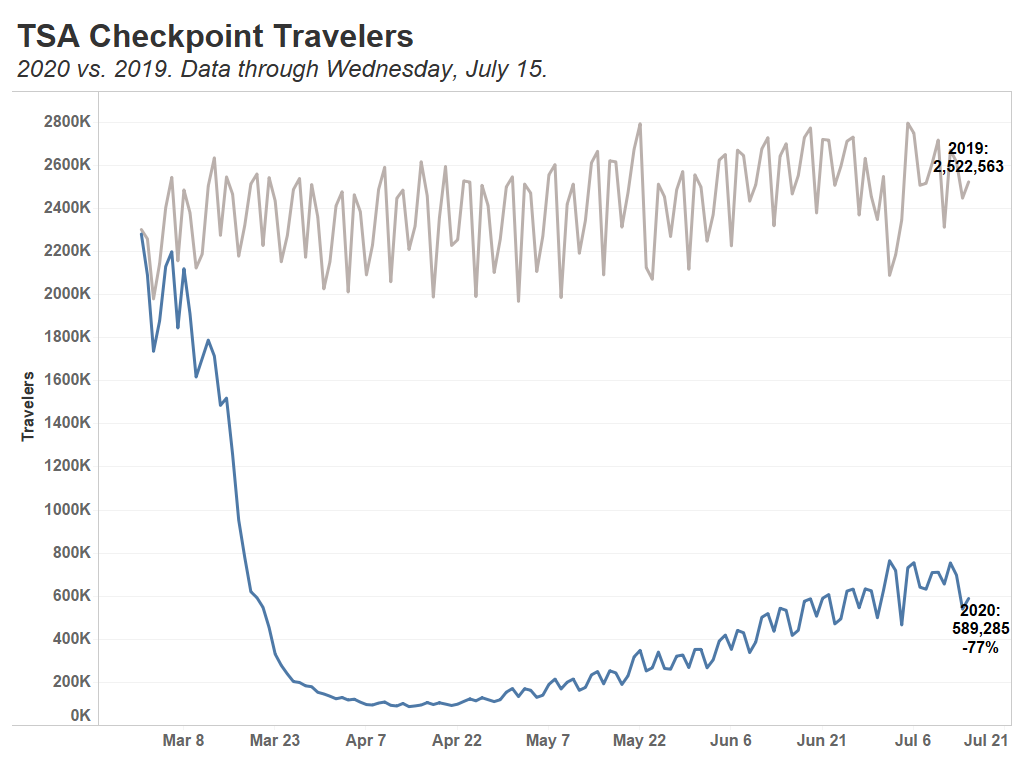 TSA Checkpoint Travelers
2020 vs. 2019. Data through Wednesday, July 15.
2800K
2600K
2400K
2200K
2000K
1800K
1600K
1400K
1200K
1000K
800K
600K
400K
200K
0K
Travelers
2019:
2,522,563
2020:
589,285
-77%
Mar 8 Mar 23 Apr 7 Apr 22 May 7 May 22 Jun 6 Jun 21 Jul 6 Jul 21